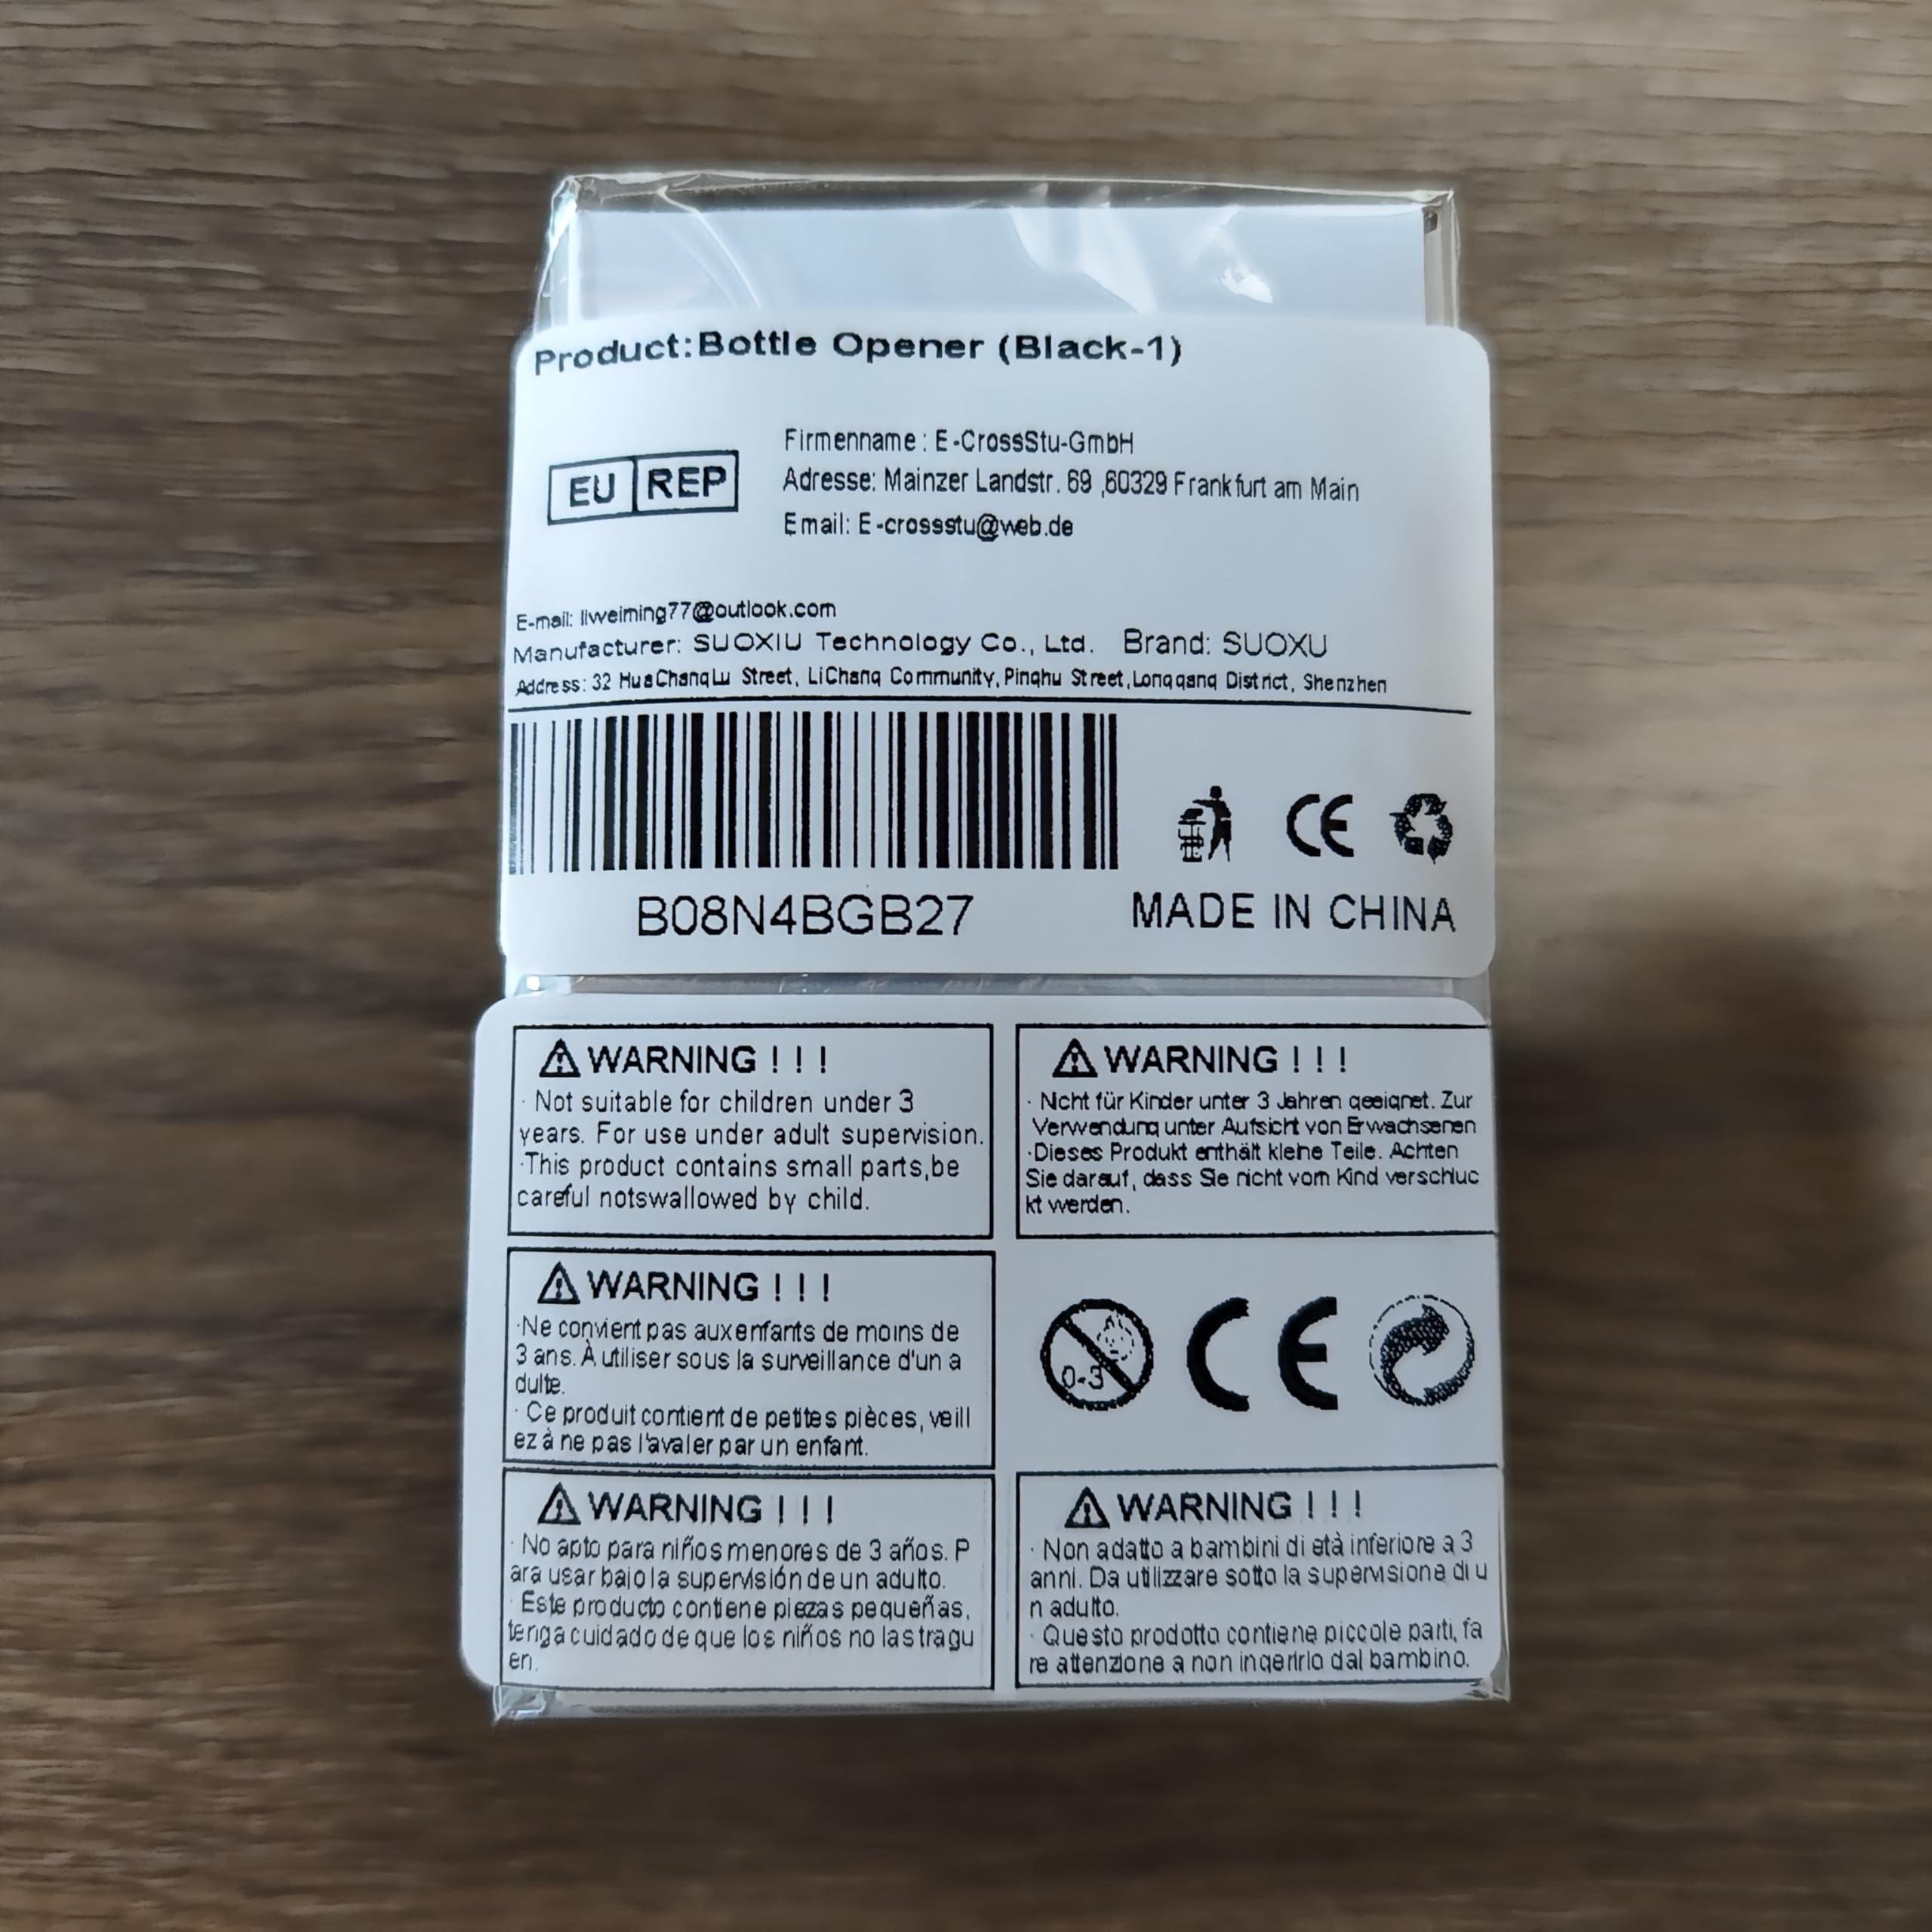 Product:Bottle Opener (Black-1)
EU REP
Firmenname : E-CrossStu-GmbH
Adresse: Mainzer Landstr. 69 ,60329 Frankfurt am Main
Email: E-crossstu@web.de
E-mail: liweiming77@outlook.com
Manufacturer: SUOXIU Technology Co., Ltd. Brand: SUOXU
Address: 32 HuaChangLu Street, LiChang Community, Pinghu Street, Longgang District, Shenzhen
CE
B08N4BGB27
MADE IN CHINA
WARNING ! ! !
· Not suitable for children under 3
years. For use under adult supervision.
·This product contains small parts,be
careful notswallowed by child.
WARNING ! ! !
· Nicht für Kinder unter 3 Jahren geeignet. Zur
Verwendung unter Aufsicht von Erwachsenen
·Dieses Produkt enthält kleine Teile. Achten
Sie darauf, dass Sie nicht vom Kind verschluc
kt werden.
WARNING ! ! !
·Ne convient pas aux enfants de moins de
3 ans. À utiliser sous la surveillance d'un a
dulte.
· Ce produit contient de petites pièces, veill
ez à ne pas l'avaler par un enfant.
0-3
CE
WARNING ! ! !
· No apto para niños menores de 3 años. P
ara usar bajo la supervisión de un adulto.
· Este producto contiene piezas pequeñas,
tenga cuidado de que los niños no las tragu
en.
WARNING ! ! !
· Non adatto a bambini di età inferiore a 3
anni. Da utilizzare sotto la supervisione di u
n adulto.
· Questo prodotto contiene piccole parti, fa
re attenzione a non ingerirlo dal bambino.